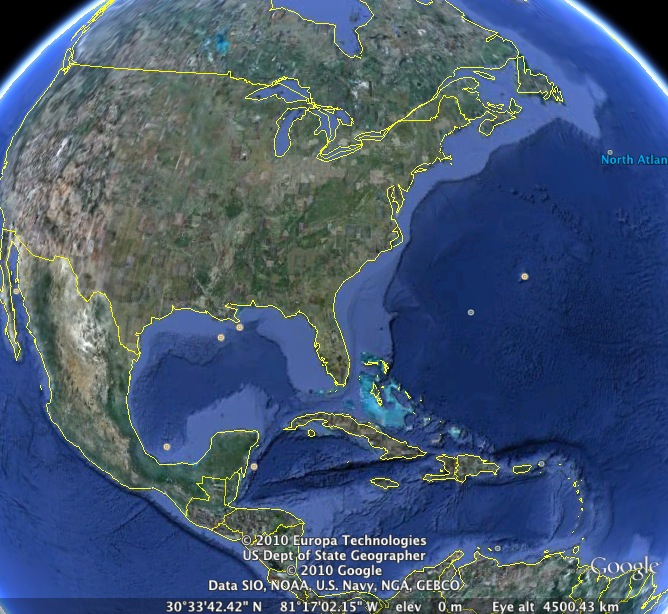 North Atlan
© 2010 Europa Technologies
US Dept of State Geographer
© 2010 Google
Data SIO, NOAA, U.S. Navy, NGA, GEBCO
Google
30°33'42.42" N 81°17'02.15" W elev 0 m Eye alt 4500.43 km